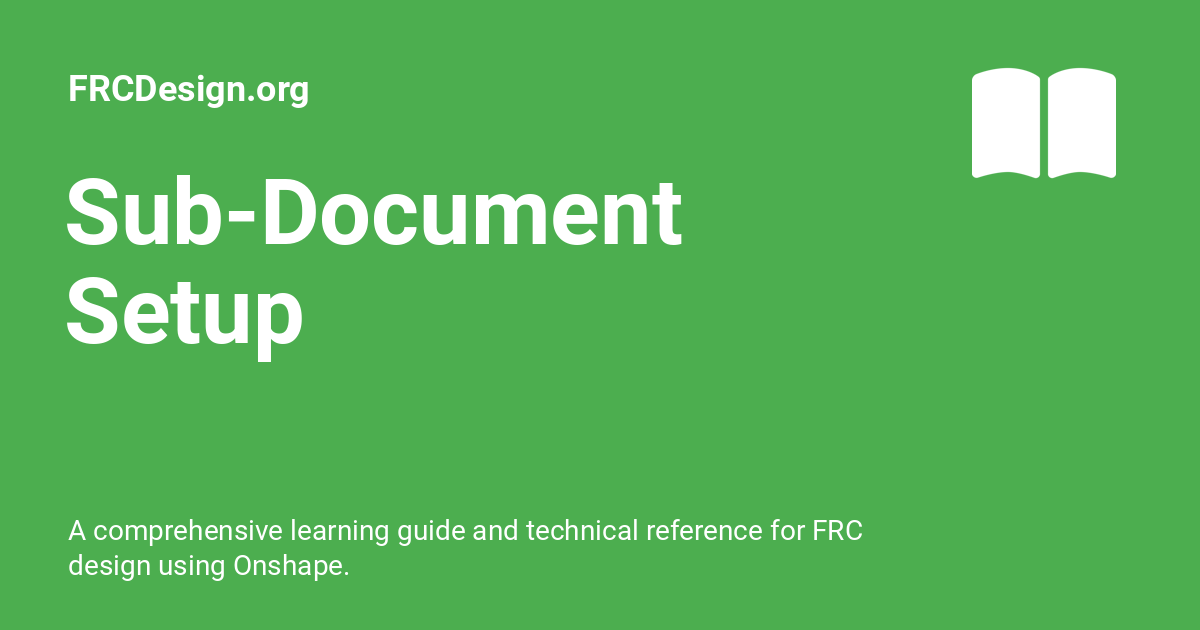 FRCDesign.org
Sub-Document
Setup
A comprehensive learning guide and technical reference for FRC
design using Onshape.